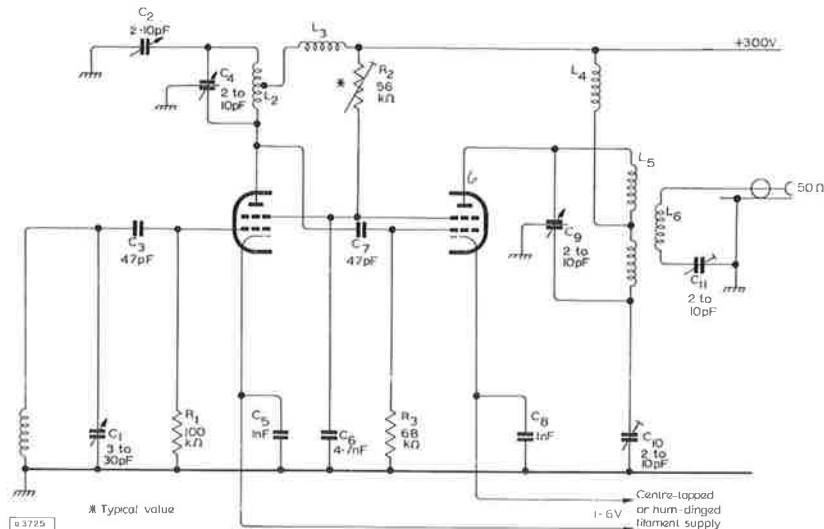 C2
2-10pF
C4
2 to
10pF
L2
L3
*
R2
56
kΩ
+300V
L4
L5
L6
50Ω
C3
47pF
C7
47pF
C9
2 to
10pF
C11
2 to
10pF
C1
3 to
30pF
R1
100
kΩ
C5
1nF
C6
4·7nF
R3
68
kΩ
C8
1nF
C10
2 to
10pF
* Typical value
1·6V
Centre-tapped
or hum-dinged
filament supply
3725